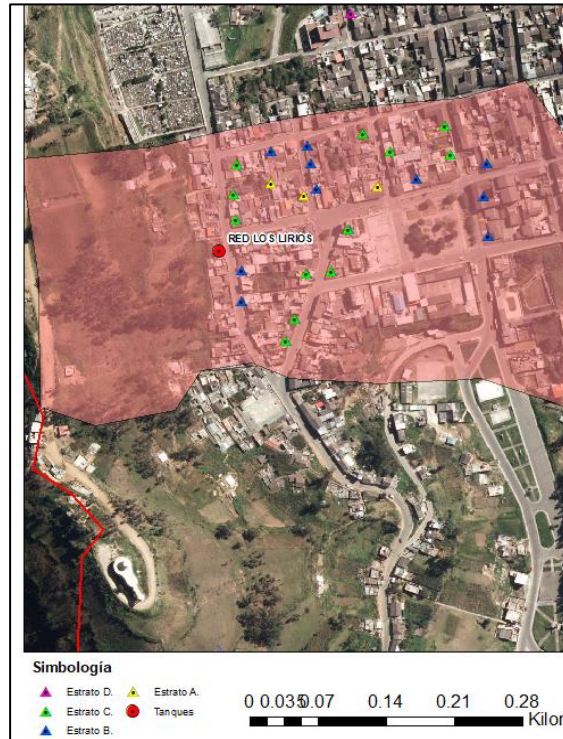 RED LOS LIRIOS
Simbología
Estrato D.
Estrato A.
Estrato C.
Tanques
Estrato B.
0 0.035 0.07 0.14 0.21 0.28
Kilor